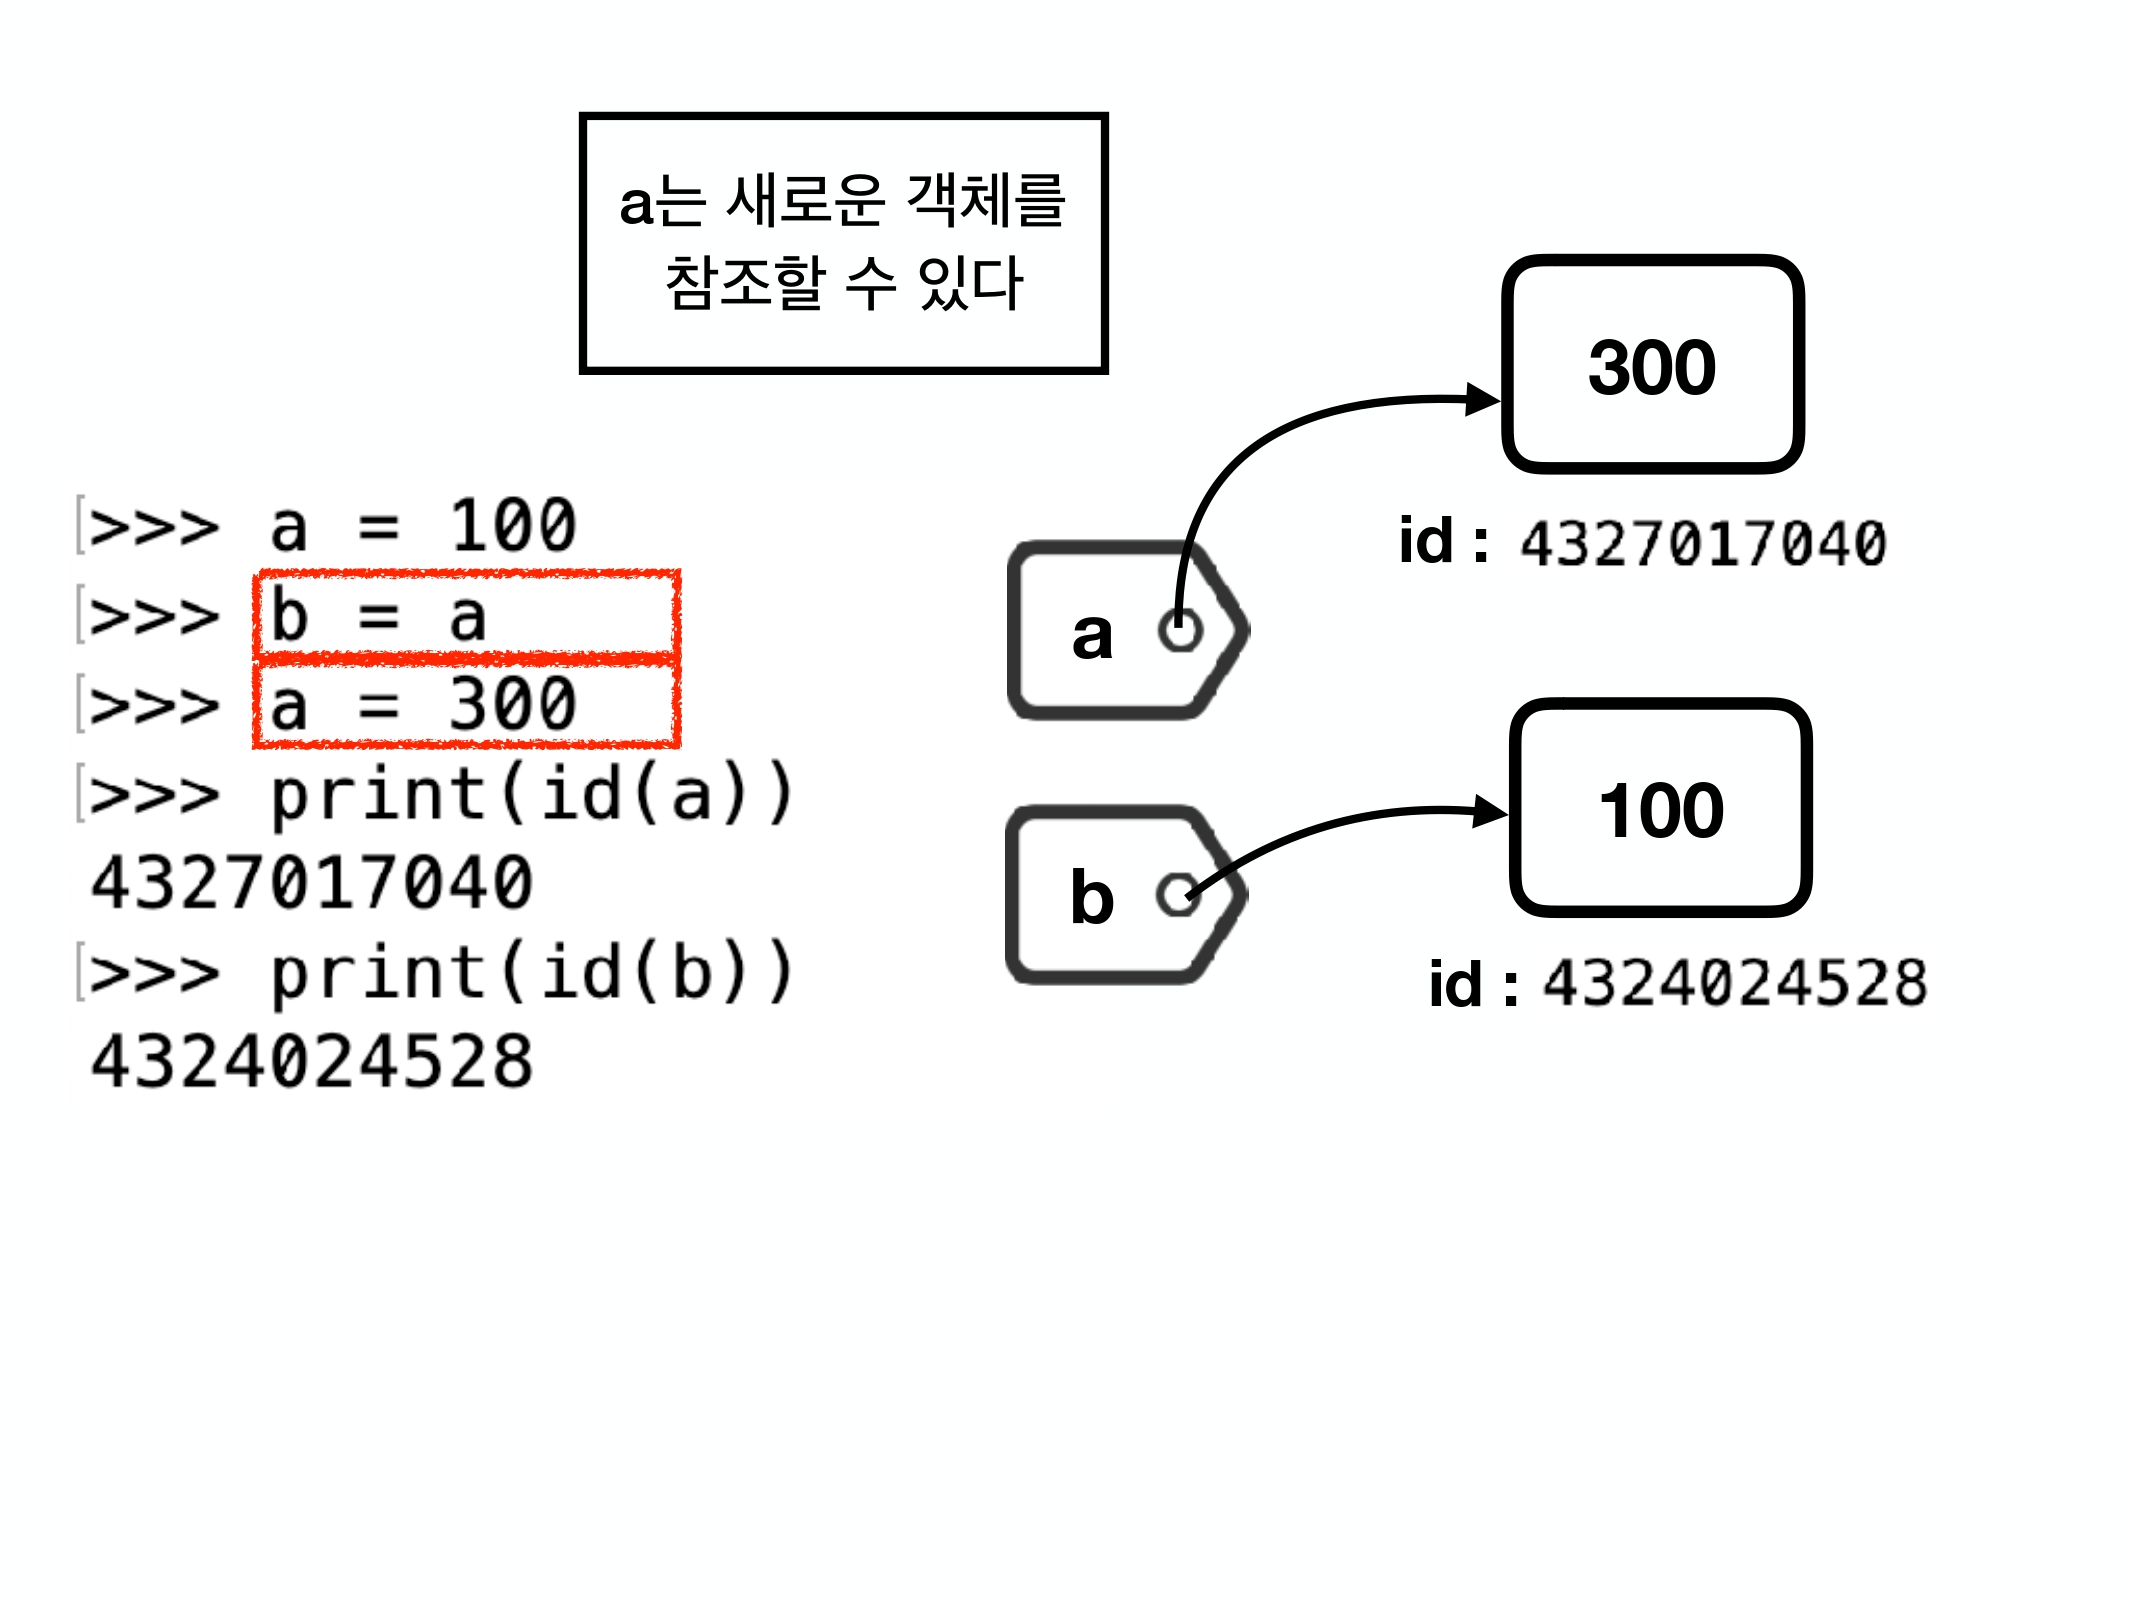 a는 새로운 객체를
참조할 수 있다
>>> a = 100
>>> b = a
>>> a = 300
>>> print(id(a))
4327017040
>>> print(id(b))
4324024528
300
id : 4327017040
a
100
id : 4324024528
b